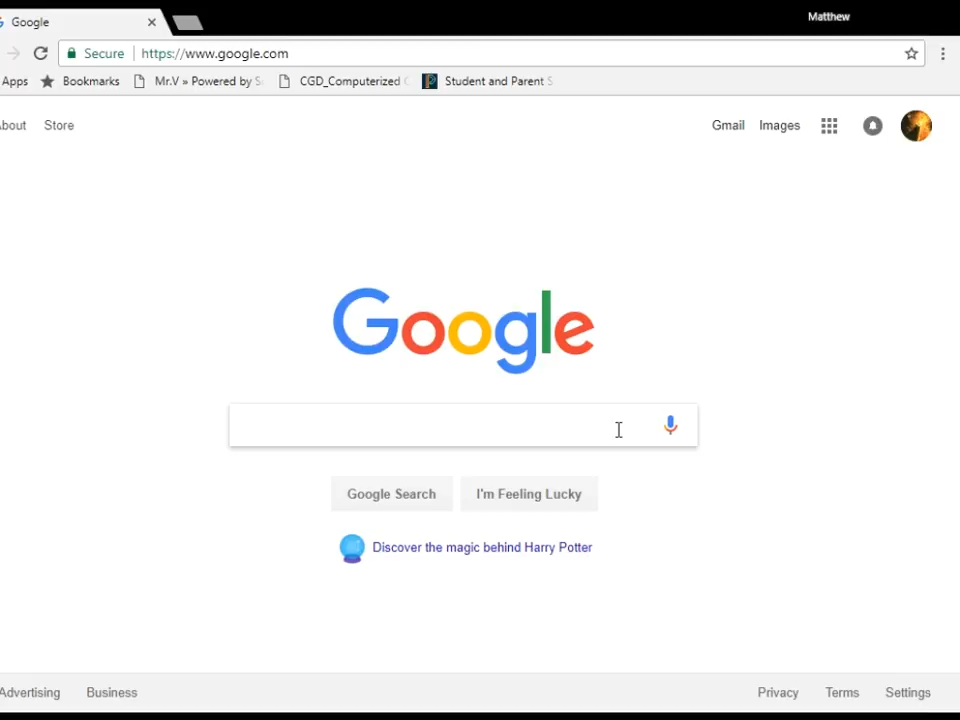 Matthew
Google
Secure https://www.google.com
Apps Bookmarks Mr.V » Powered by CGD_Computerized Student and Parent
About Store Gmail Images
Google
Google Search I'm Feeling Lucky
Discover the magic behind Harry Potter
Advertising Business Privacy Terms Settings